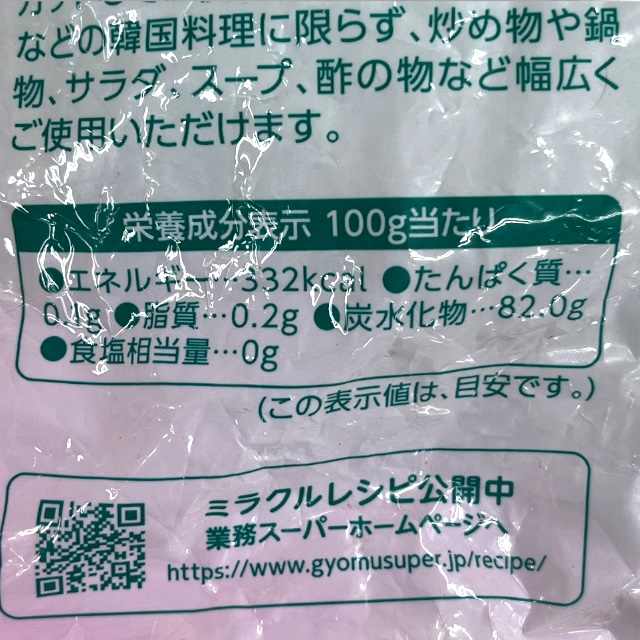 などの韓国料理に限らず、炒め物や鍋
物、サラダ、スープ、酢の物など幅広く
ご使用いただけます。
栄養成分表示 100g当たり
●エネルギー…332kcal ●たんぱく質…
0.1g ●脂質…0.2g ●炭水化物…82.0g
●食塩相当量…0g
(この表示値は、目安です。)
ミラクルレシピ公開中
業務スーパーホームページへ
https://www.gyomusuper.jp/recipe/